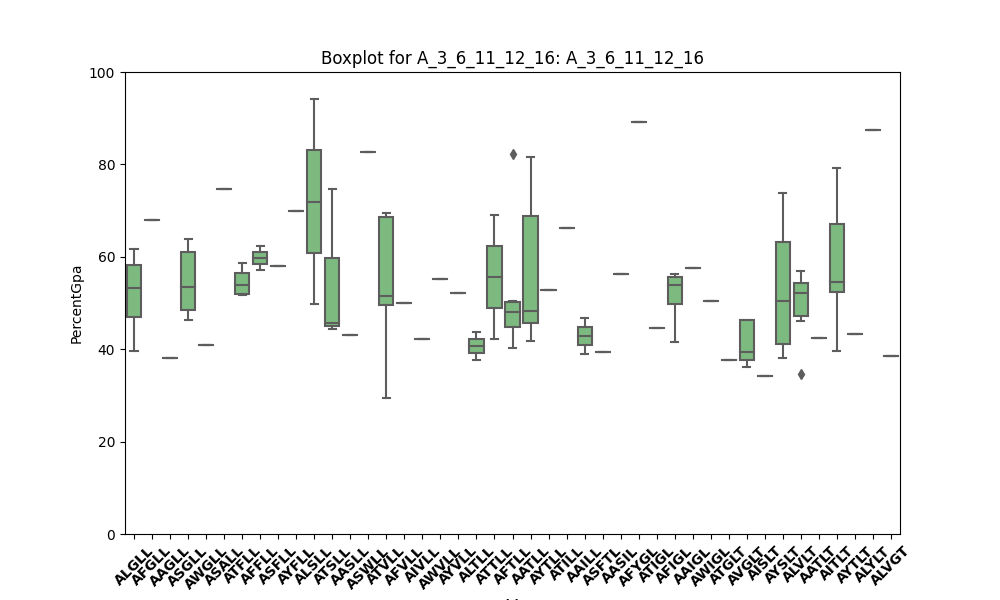 Boxplot for A_3_6_11_12_16: A_3_6_11_12_16
100
80
60
40
20
0
PercentGpa
ALGLL
AFGLL
AAGLL
ASGLL
AWGLL
ASALL
ATFLL
AFFLL
ASFLL
AYFLL
ALSLL
ATSLL
AASLL
ASWLL
ATVLL
AFVLL
AIVLL
AWVLL
AYVLL
ALTLL
ATTLL
AFTLL
AATLL
AYTLL
ATILL
AAILL
ASFTL
AASIL
AFYGL
ATIGL
AFIGL
AAIGL
AWIGL
ATGLT
AVGLT
AISLT
AYSLT
ALVLT
AATLT
AITLT
AYTLT
ALYLT
ALVGT